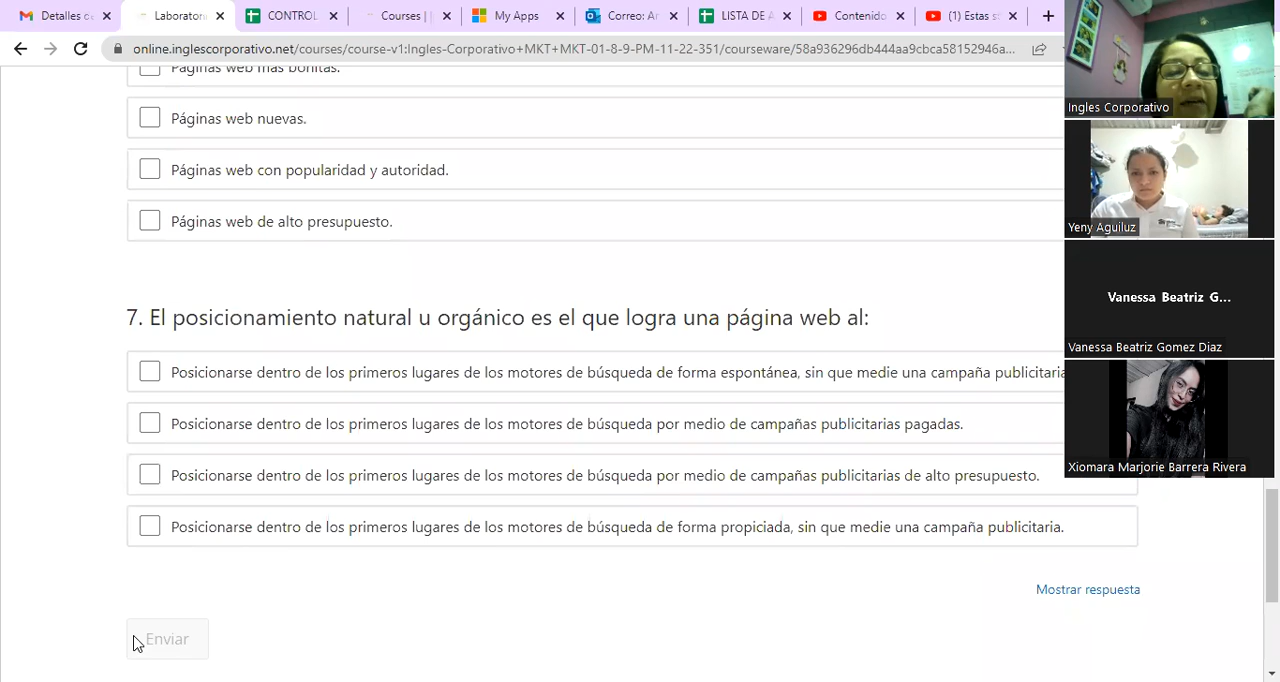 Detalles de
Laboratori
CONTROL
Courses | |
My Apps
Correo: Ar
LISTA DE A
Contenido
(1) Estas s
online.inglescorporativo.net/courses/course-v1:Ingles-Corporativo+MKT+MKT-01-8-9-PM-11-22-351/courseware/58a936296db444aa9cbca58152946a...
Páginas web más bonitas.
Páginas web nuevas.
Páginas web con popularidad y autoridad.
Páginas web de alto presupuesto.
7. El posicionamiento natural u orgánico es el que logra una página web al:
Posicionarse dentro de los primeros lugares de los motores de búsqueda de forma espontánea, sin que medie una campaña publicitaria
Posicionarse dentro de los primeros lugares de los motores de búsqueda por medio de campañas publicitarias pagadas.
Posicionarse dentro de los primeros lugares de los motores de búsqueda por medio de campañas publicitarias de alto presupuesto.
Posicionarse dentro de los primeros lugares de los motores de búsqueda de forma propiciada, sin que medie una campaña publicitaria.
Mostrar respuesta
Enviar
Ingles Corporativo
Yeny Aguiluz
Vanessa Beatriz G...
Vanessa Beatriz Gomez Diaz
Xiomara Marjorie Barrera Rivera